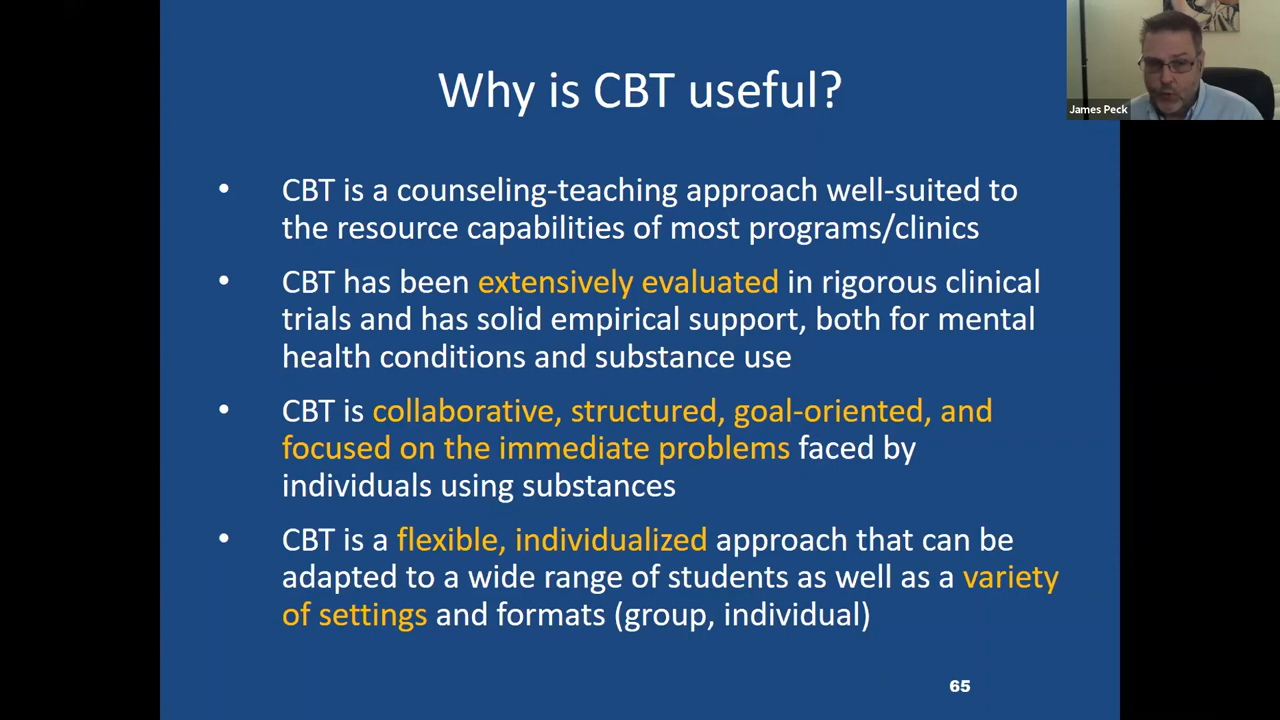 Why is CBT useful?
James Peck
• CBT is a counseling-teaching approach well-suited to
the resource capabilities of most programs/clinics
• CBT has been extensively evaluated in rigorous clinical
trials and has solid empirical support, both for mental
health conditions and substance use
• CBT is collaborative, structured, goal-oriented, and
focused on the immediate problems faced by
individuals using substances
• CBT is a flexible, individualized approach that can be
adapted to a wide range of students as well as a variety
of settings and formats (group, individual)
65